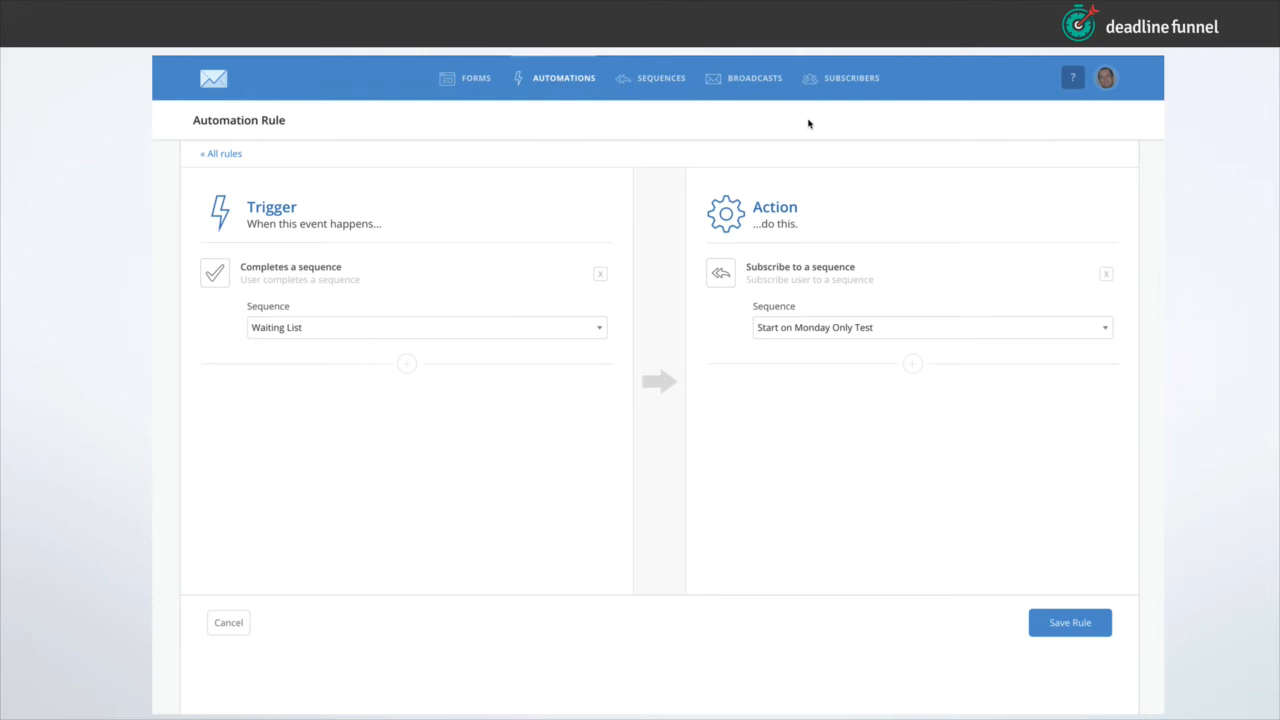 deadline funnel
FORMS
AUTOMATIONS
SEQUENCES
BROADCASTS
SUBSCRIBERS
?
Automation Rule
« All rules
Trigger
When this event happens...
Completes a sequence
User completes a sequence
X
Sequence
Waiting List
Action
...do this.
Subscribe to a sequence
Subscribe user to a sequence
X
Sequence
Start on Monday Only Test
Cancel
Save Rule